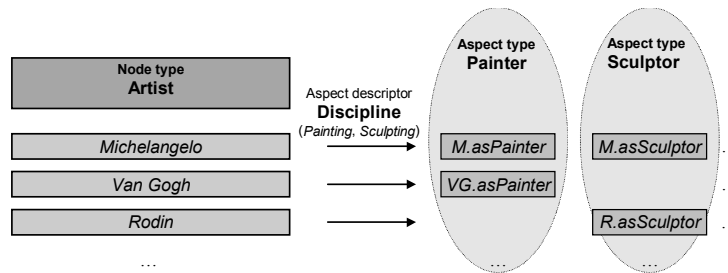 Node type
Artist
Aspect descriptor
Discipline
(Painting, Sculpting)
Aspect type
Painter
Aspect type
Sculptor
Michelangelo
M.asPainter
M.asSculptor
Van Gogh
VG.asPainter
Rodin
R.asSculptor
...
...
...